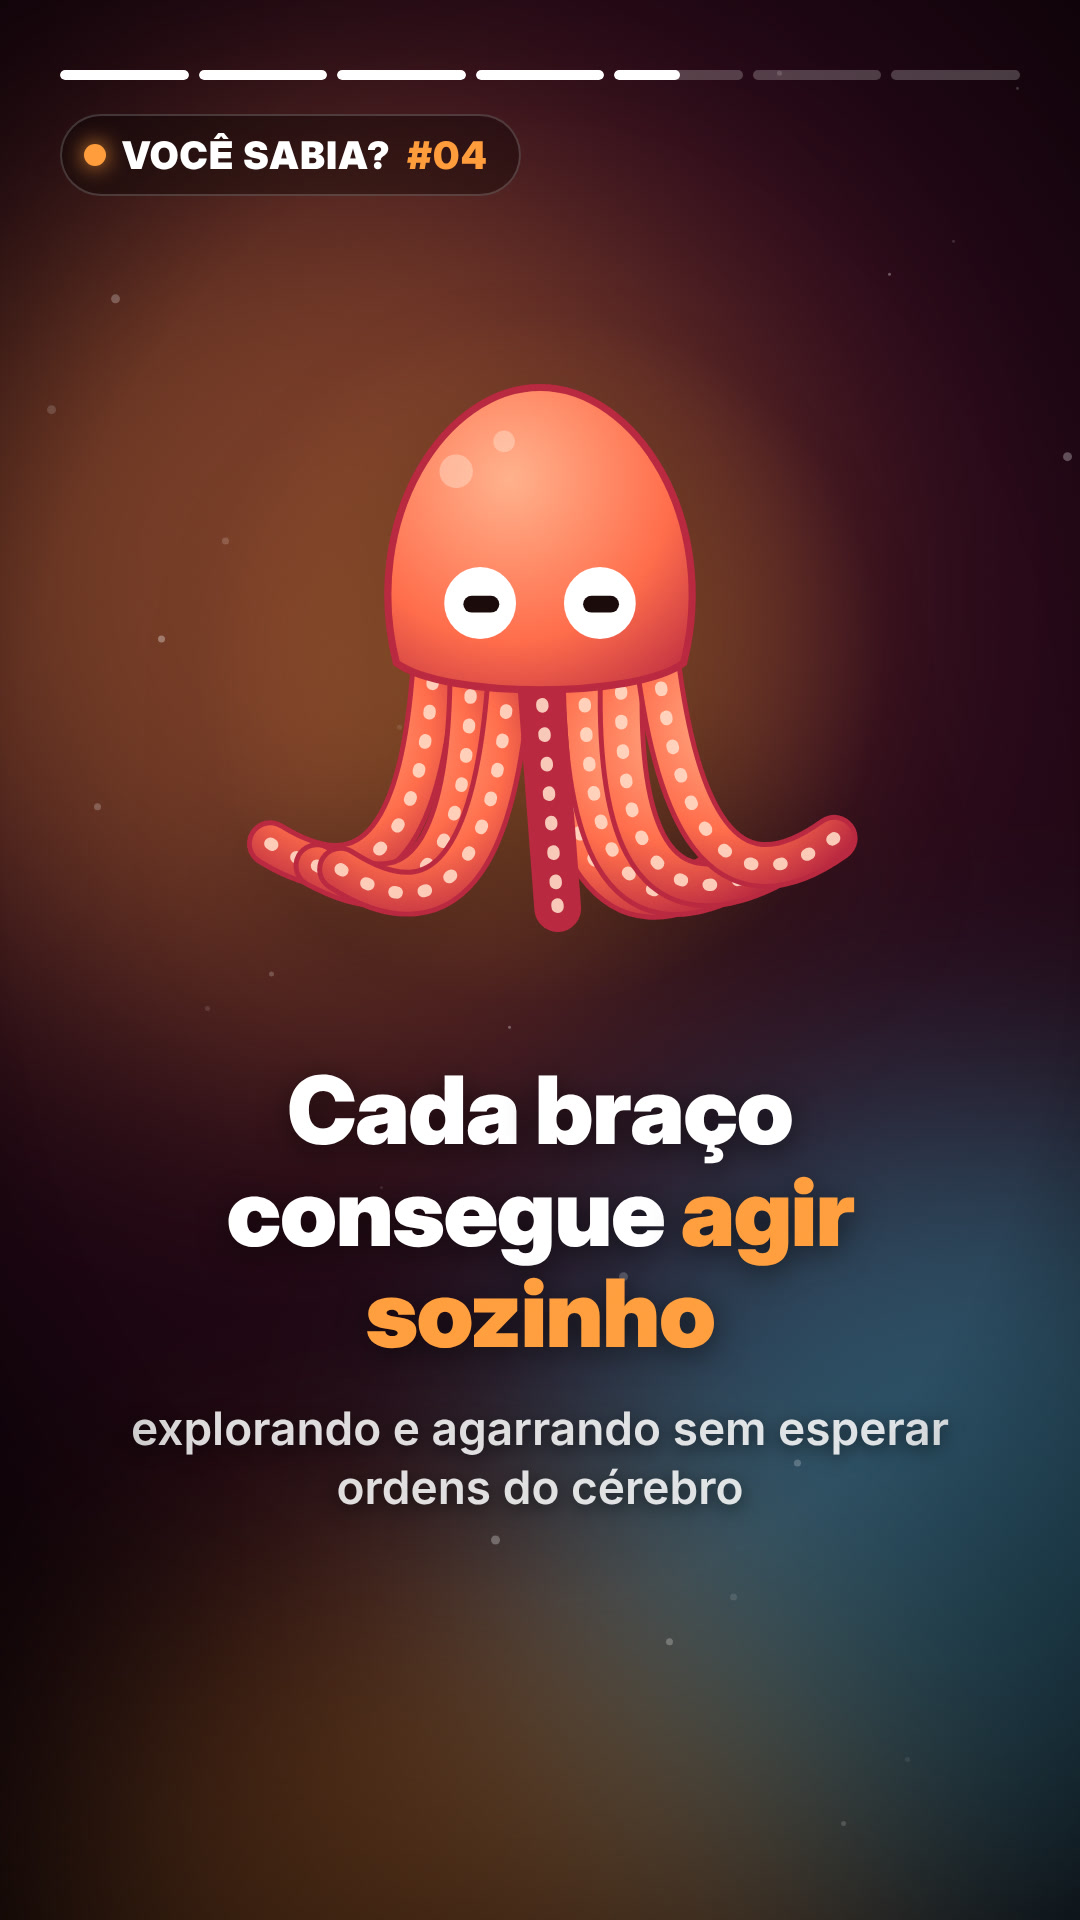 VOCÊ SABIA? #04
Cada braço
consegue agir
sozinho
explorando e agarrando sem esperar
ordens do cérebro